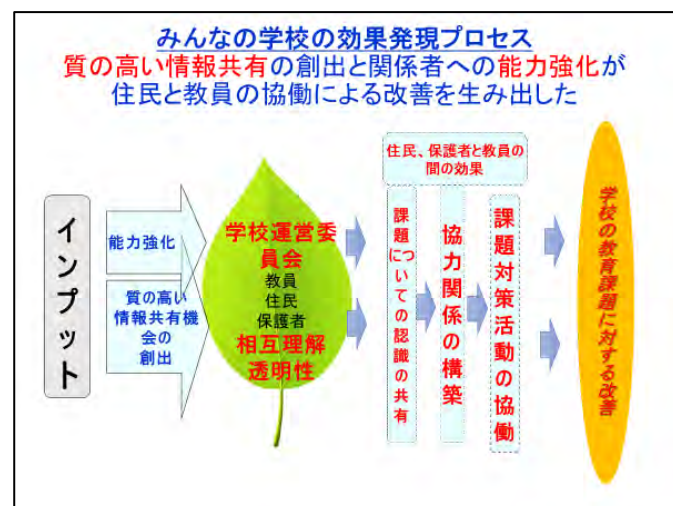 みんなの学校の効果発現プロセス
質の高い情報共有の創出と関係者への能力強化が
住民と教員の協働による改善を生み出した
インプット
能力強化
質の高い
情報共有機
会の
創出
学校運営委
員会
教員
住民
保護者
相互理解
透明性
住民、保護者と教員の
間の効果
課題についての認識の共有
協力関係の構築
課題対策活動の協働
学校の教育課題に対する改善